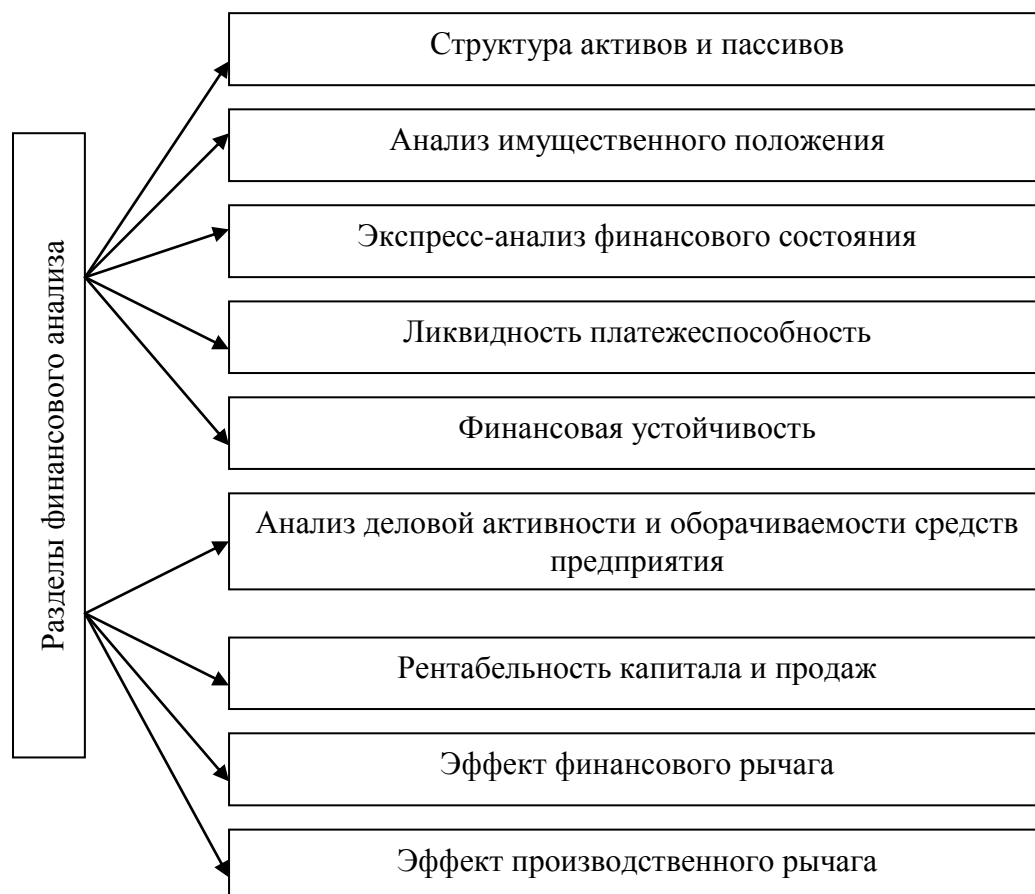 Разделы финансового анализа
Структура активов и пассивов
Анализ имущественного положения
Экспресс-анализ финансового состояния
Ликвидность платежеспособность
Финансовая устойчивость
Анализ деловой активности и оборачиваемости средств
предприятия
Рентабельность капитала и продаж
Эффект финансового рычага
Эффект производственного рычага